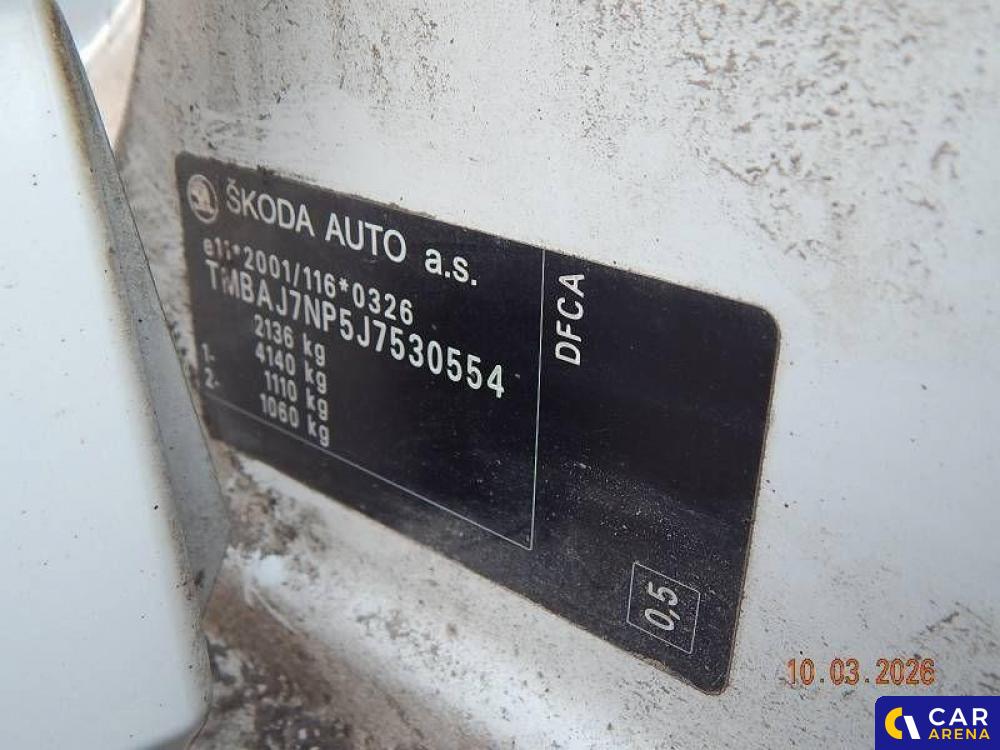 ŠKODA AUTO a.s.
e11*2001/116*0326
TMBAJ7NP5J7530554
2136 kg
4140 kg
1- 1110 kg
2- 1060 kg
DFCA
0,5
10.03.2026
CAR
ARENA